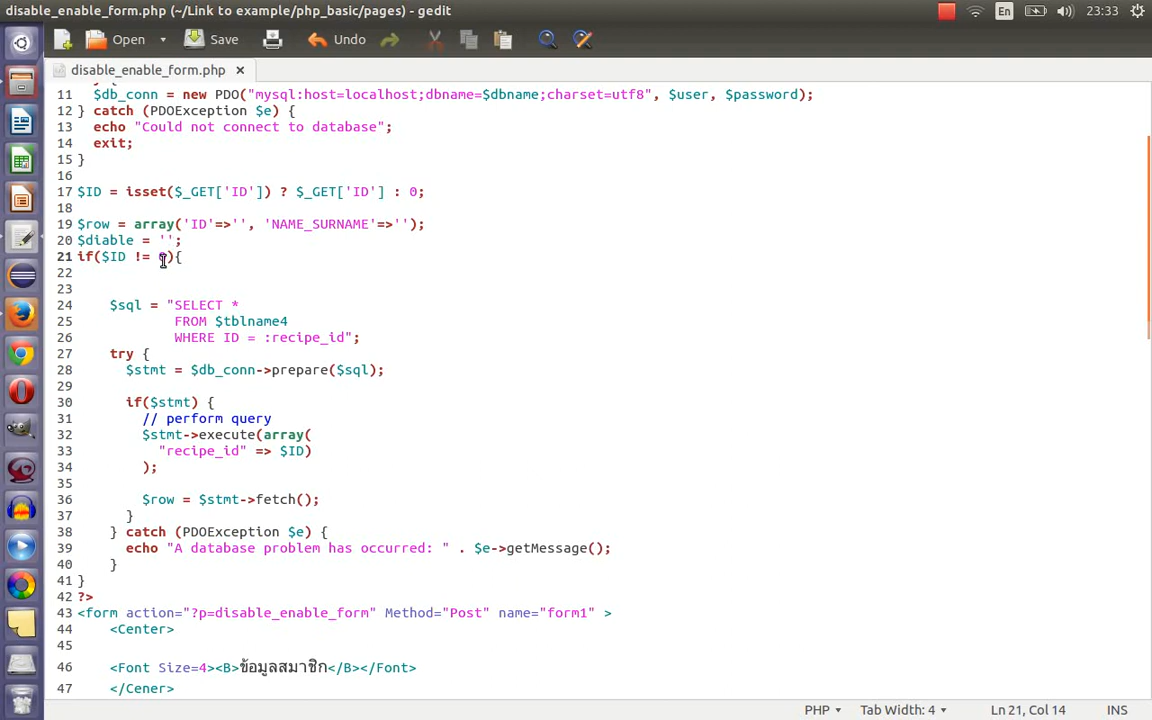 disable_enable_form.php (~/Link to example/php_basic/pages) - gedit
En
23:33
Open
Save
Undo
disable_enable_form.php
11 $db_conn = new PDO("mysql:host=localhost;dbname=$dbname;charset=utf8", $user, $password);
12 } catch (PDOException $e) {
13 echo "Could not connect to database";
14 exit;
15 }
16
17 $ID = isset($_GET['ID']) ? $_GET['ID'] : 0;
18
19 $row = array('ID'=>'', 'NAME_SURNAME'=>'');
20 $diable = '';
21 if($ID != ){
22
23
24 $sql = "SELECT *
25 FROM $tblname4
26 WHERE ID = :recipe_id";
27 try {
28 $stmt = $db_conn->prepare($sql);
29
30 if($stmt) {
31 // perform query
32 $stmt->execute(array(
33 "recipe_id" => $ID)
34 );
35
36 $row = $stmt->fetch();
37 }
38 } catch (PDOException $e) {
39 echo "A database problem has occurred: " . $e->getMessage();
40 }
41 }
42 ?>
43 <form action="?p=disable_enable_form" Method="Post" name="form1" >
44 <Center>
45
46 <Font Size=4><B>ข้อมูลสมาชิก</B></Font>
47 </Cener>
PHP
Tab Width: 4
Ln 21, Col 14
INS